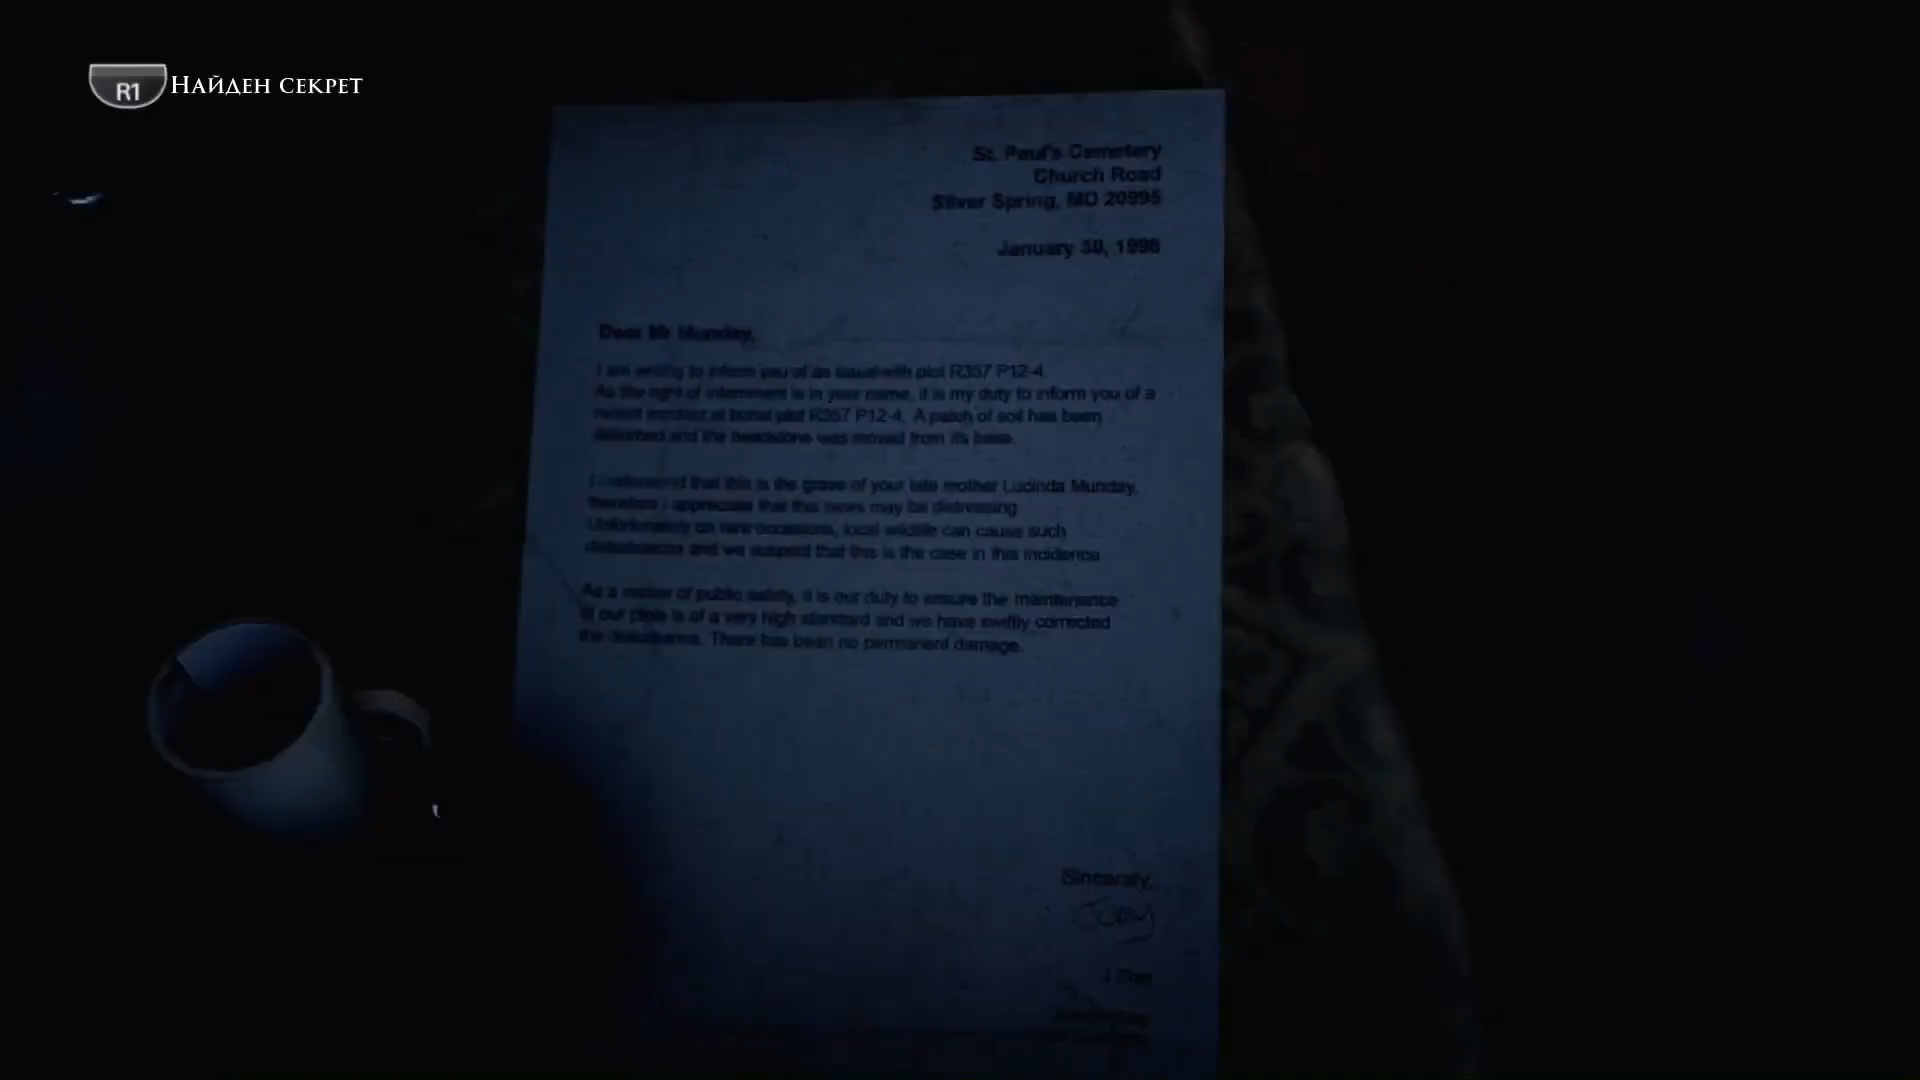 R1 Найден секрет
St. Paul's Cemetery
Church Road
Silver Spring, MD 20995
January 30, 1998
Dear Mr Munday,
I am writing to inform you of an issue with plot R357 P12-4.
As the right of internment is in your name, it is my duty to inform you of a
recent incident at burial plot R357 P12-4. A patch of soil has been
disturbed and the headstone was moved from its base.
I understand that this is the grave of your late mother Lucinda Munday,
therefore I appreciate that this news may be distressing.
Unfortunately on rare occasions, local wildlife can cause such
disturbances and we suspect that this is the case in this incidence.
As a matter of public safety, it is our duty to ensure the maintenance
of our plots is of a very high standard and we have swiftly corrected
the disturbance. There has been no permanent damage.
Sincerely,